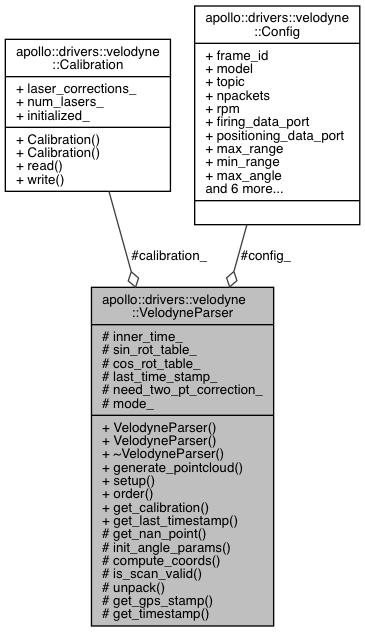 apollo::drivers::velodyne
::Calibration
+ laser_corrections_
+ num_lasers_
+ initialized_
+ Calibration()
+ Calibration()
+ read()
+ write()
apollo::drivers::velodyne
::Config
+ frame_id
+ model
+ topic
+ npackets
+ rpm
+ firing_data_port
+ positioning_data_port
+ max_range
+ min_range
+ max_angle
and 6 more...
#calibration_
#config_
apollo::drivers::velodyne
::VelodyneParser
# inner_time_
# sin_rot_table_
# cos_rot_table_
# last_time_stamp_
# need_two_pt_correction_
# mode_
+ VelodyneParser()
+ VelodyneParser()
+ ~VelodyneParser()
+ generate_pointcloud()
+ setup()
+ order()
+ get_calibration()
+ get_last_timestamp()
# get_nan_point()
# init_angle_params()
# compute_coords()
# is_scan_valid()
# unpack()
# get_gps_stamp()
# get_timestamp()